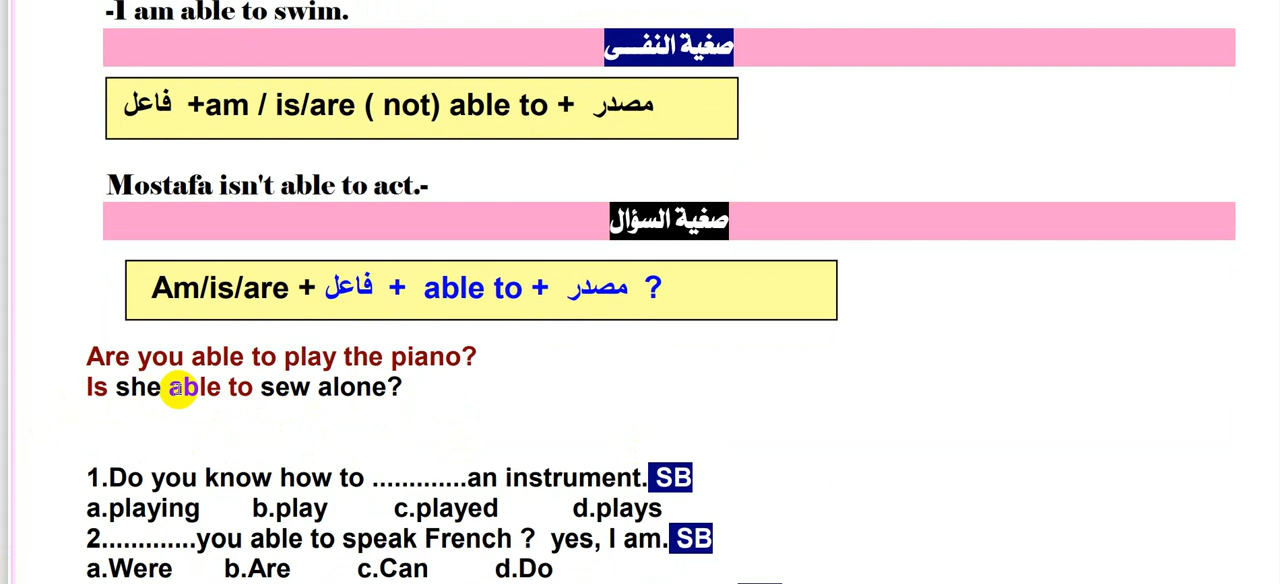 -I am able to swim.
صغية النفـــى
فاعل +am / is/are ( not) able to + مصدر
Mostafa isn't able to act.-
صغية السؤال
Am/is/are + فاعل + able to + مصدر ?
Are you able to play the piano?
Is she able to sew alone?
1.Do you know how to .............an instrument. SB
a.playing b.play c.played d.plays
2.............you able to speak French ? yes, I am. SB
a.Were b.Are c.Can d.Do